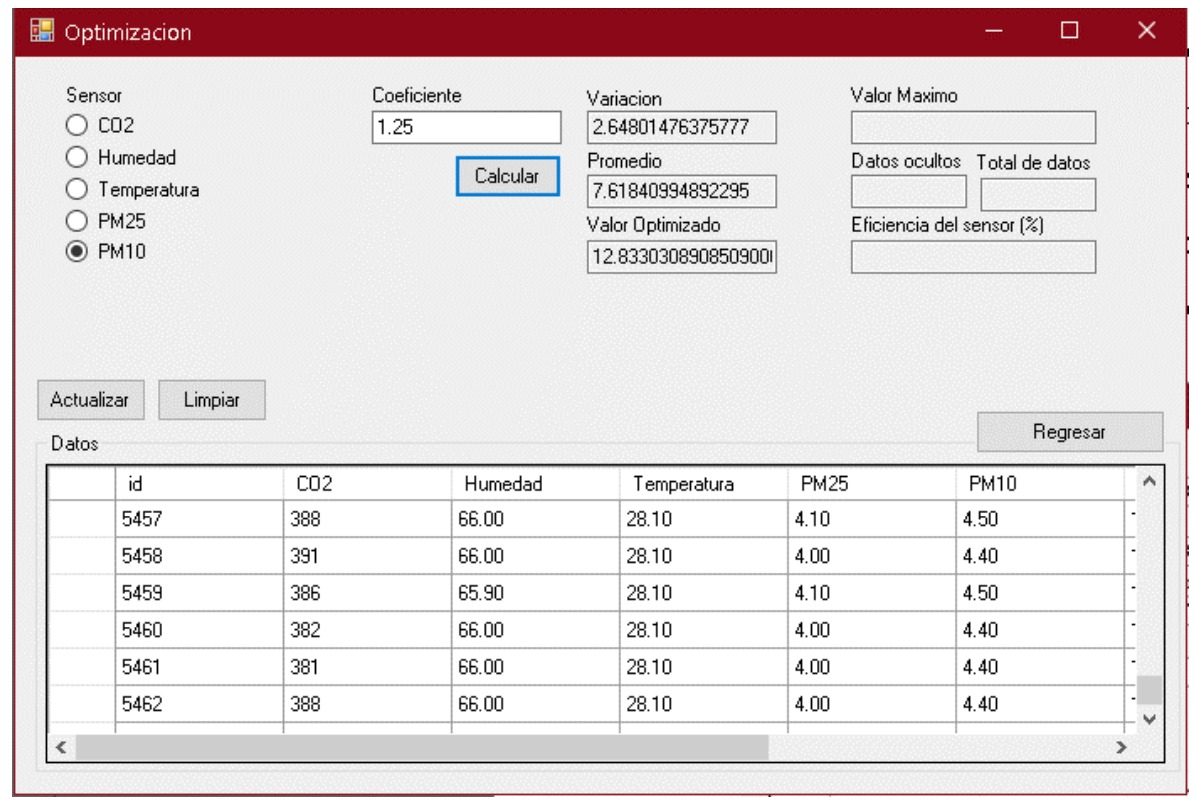 Optimizacion
Sensor
CO2
Humedad
Temperatura
PM25
PM10
Coeficiente
1.25
Calcular
Variacion
2.64801476375777
Promedio
7.61840994892295
Valor Optimizado
12.833030890850900
Valor Maximo
Datos ocultos Total de datos
Eficiencia del sensor (%)
Actualizar Limpiar
Regresar
Datos
id CO2 Humedad Temperatura PM25 PM10
5457 388 66.00 28.10 4.10 4.50
5458 391 66.00 28.10 4.00 4.40
5459 386 65.90 28.10 4.10 4.50
5460 382 66.00 28.10 4.00 4.40
5461 381 66.00 28.10 4.00 4.40
5462 388 66.00 28.10 4.00 4.40